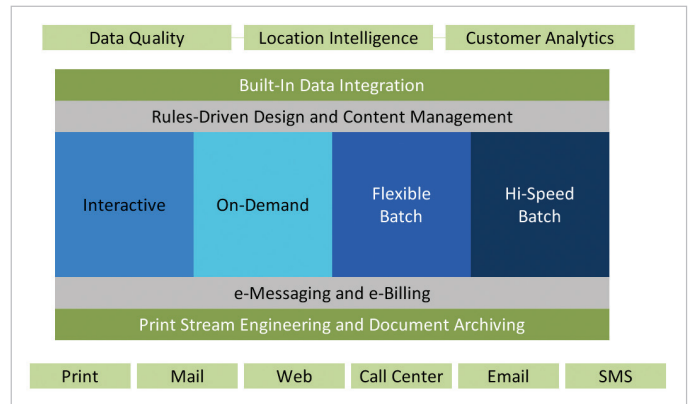 Data Quality
Location Intelligence
Customer Analytics
Built-In Data Integration
Rules-Driven Design and Content Management
Interactive
On-Demand
Flexible
Batch
Hi-Speed
Batch
e-Messaging and e-Billing
Print Stream Engineering and Document Archiving
Print
Mail
Web
Call Center
Email
SMS